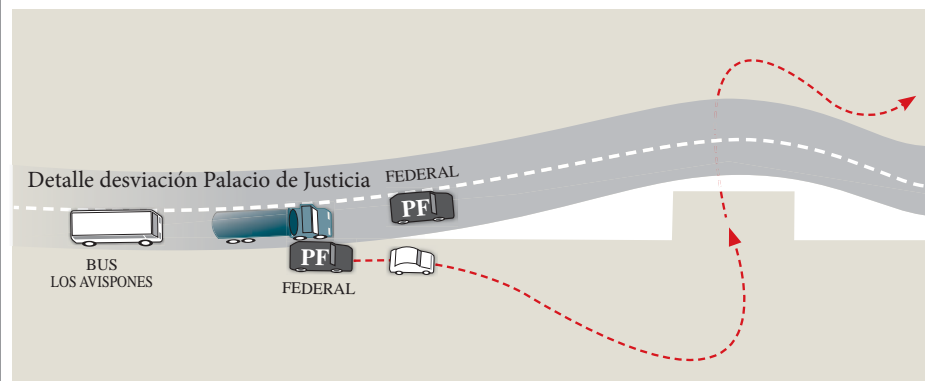 Detalle desviación Palacio de Justicia
FEDERAL
PF
BUS
LOS AVISPONES
PF
FEDERAL